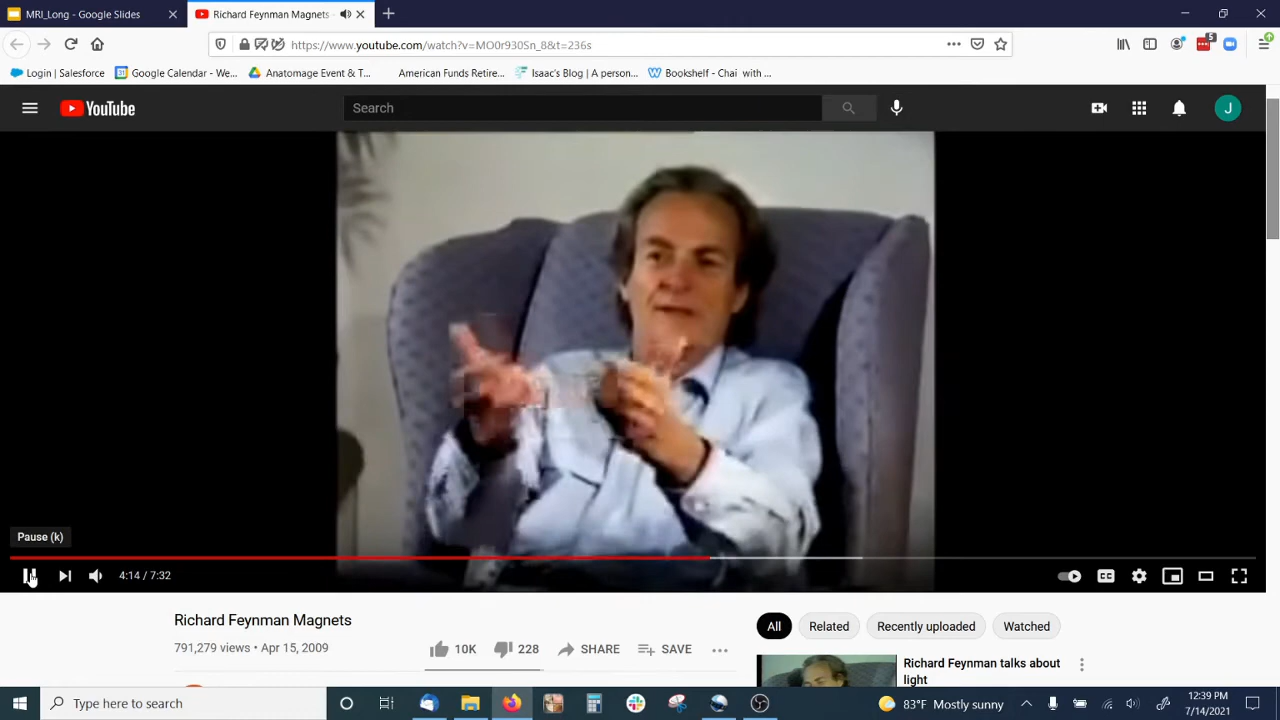 MRI_Long - Google Slides
Richard Feynman Magnets -
https://www.youtube.com/watch?v=MO0r930Sn_8&t=236s
Login | Salesforce
Google Calendar - We...
Anatomage Event & T...
American Funds Retire...
Isaac's Blog | A person...
Bookshelf - Chai with ...
5
YouTube
Search
J
Pause (k)
4:14 / 7:32
CC
Richard Feynman Magnets
791,279 views • Apr 15, 2009
10K
228
SHARE
SAVE
All
Related
Recently uploaded
Watched
Richard Feynman talks about
light
Type here to search
83°F Mostly sunny
12:39 PM
7/14/2021